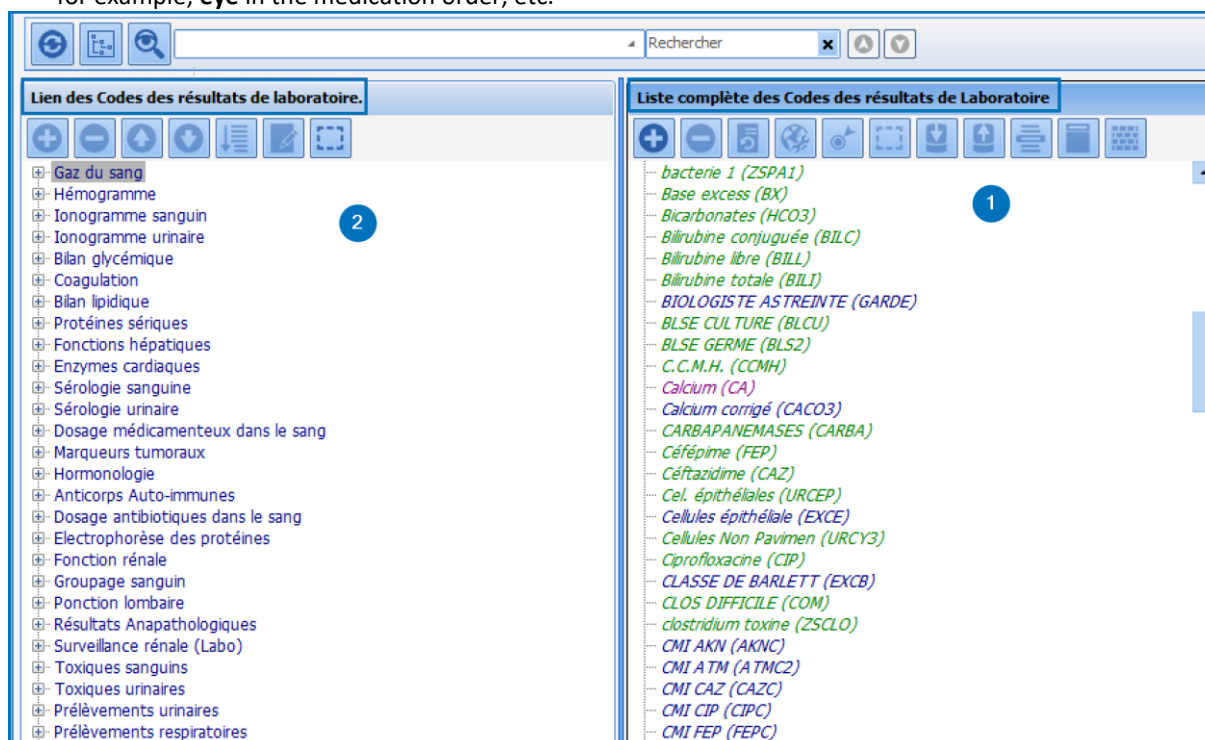 for example, eye in the medication order, etc.
Rechercher
Lien des Codes des résultats de laboratoire.
Gaz du sang
Hémogramme
Ionogramme sanguin
2
Ionogramme urinaire
Bilan glycémique
Coagulation
Bilan lipidique
Protéines sériques
Fonctions hépatiques
Enzymes cardiaques
Sérologie sanguine
Sérologie urinaire
Dosage médicamenteux dans le sang
Marqueurs tumoraux
Hormonologie
Anticorps Auto-immunes
Dosage antibiotiques dans le sang
Electrophorèse des protéines
Fonction rénale
Groupage sanguin
Ponction lombaire
Résultats Anapathologiques
Surveillance rénale (Labo)
Toxiques sanguins
Toxiques urinaires
Prélèvements urinaires
Prélèvements respiratoires
Liste complète des Codes des résultats de Laboratoire
bacterie 1 (ZSPA1)
Base excess (BX)
1
Bicarbonates (HCO3)
Bilirubine conjuguée (BILC)
Bilirubine libre (BILL)
Bilirubine totale (BILI)
BIOLOGISTE ASTREINTE (GARDE)
BLSE CULTURE (BLCU)
BLSE GERME (BLS2)
C.C.M.H. (CCMH)
Calcium (CA)
Calcium corrigé (CACO3)
CARBAPANEMASES (CARBA)
Céfépime (FEP)
Céftazidime (CAZ)
Cel. épithéliales (URCEP)
Cellules épithéliale (EXCE)
Cellules Non Pavimen (URCY3)
Ciprofloxacine (CIP)
CLASSE DE BARLETT (EXCB)
CLOS DIFFICILE (COM)
clostridium toxine (ZSCLO)
CMI AKN (AKNC)
CMI ATM (ATMC2)
CMI CAZ (CAZC)
CMI CIP (CIPC)
CMI FEP (FEPC)